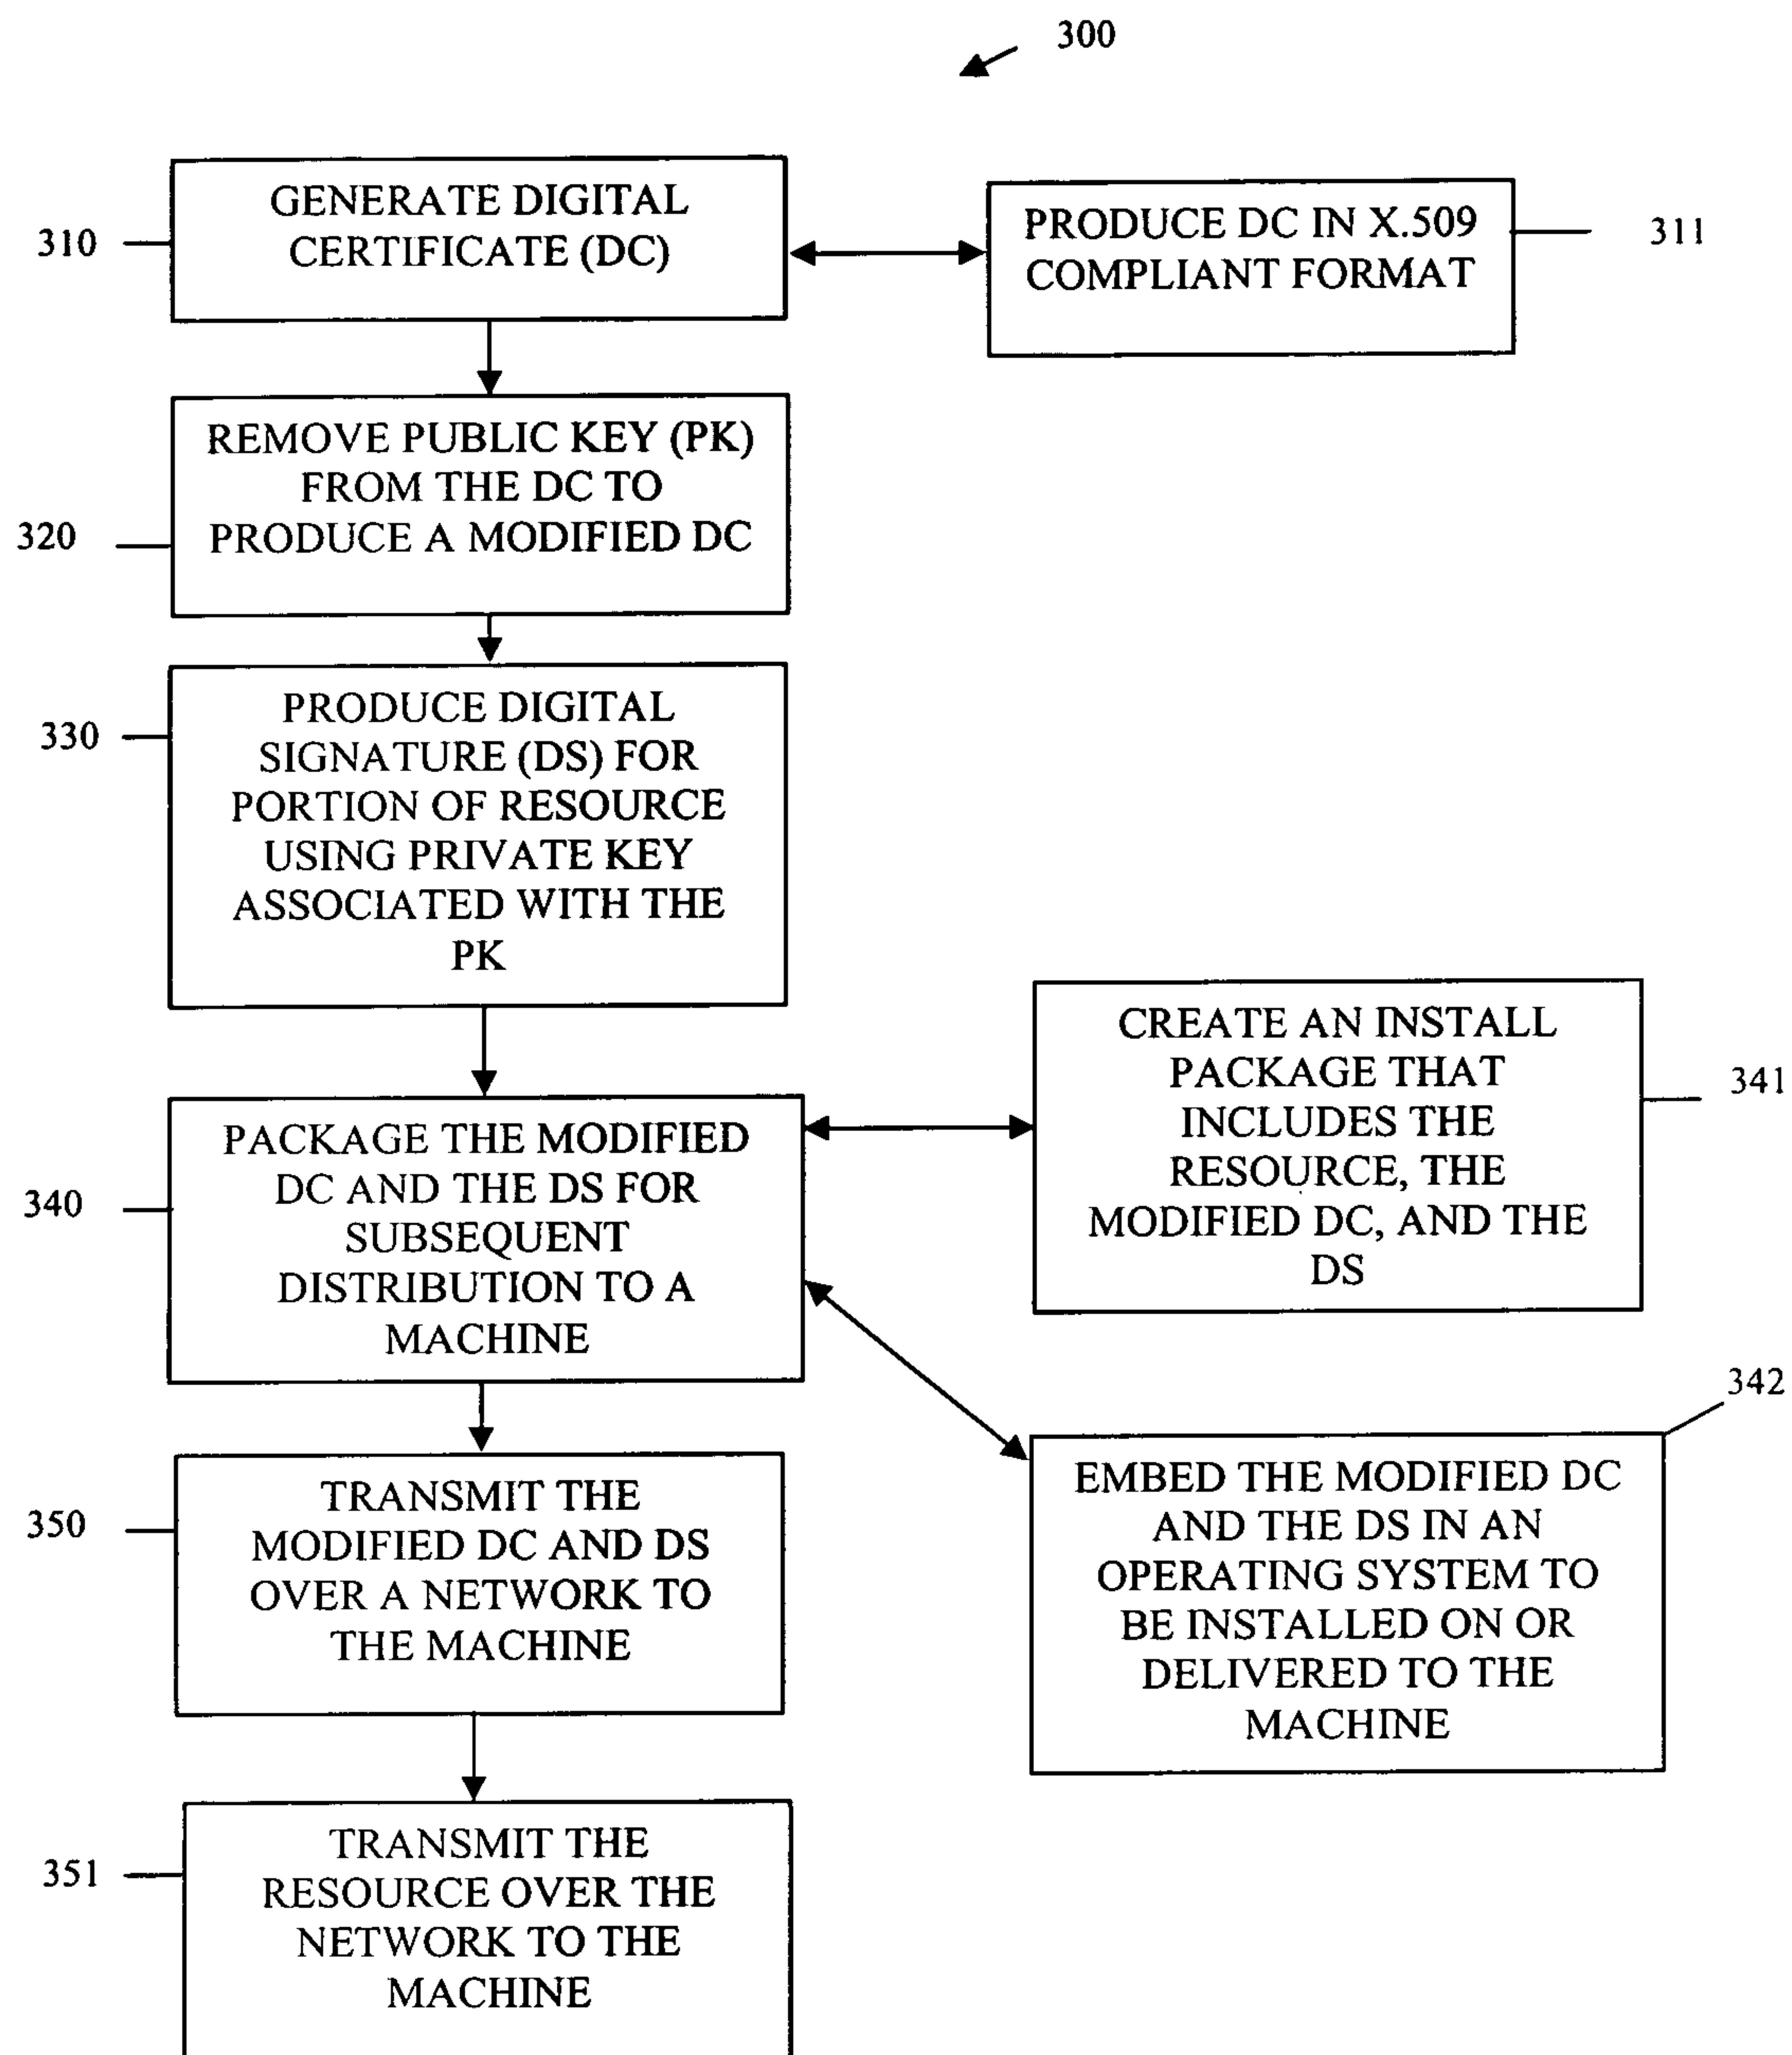 300
GENERATE DIGITAL
CERTIFICATE (DC)
310
PRODUCE DC IN X.509
COMPLIANT FORMAT
311
REMOVE PUBLIC KEY (PK)
FROM THE DC TO
PRODUCE A MODIFIED DC
320
PRODUCE DIGITAL
SIGNATURE (DS) FOR
PORTION OF RESOURCE
USING PRIVATE KEY
ASSOCIATED WITH THE
PK
330
CREATE AN INSTALL
PACKAGE THAT
INCLUDES THE
RESOURCE, THE
MODIFIED DC, AND THE
DS
341
PACKAGE THE MODIFIED
DC AND THE DS FOR
SUBSEQUENT
DISTRIBUTION TO A
MACHINE
340
342
EMBED THE MODIFIED DC
AND THE DS IN AN
OPERATING SYSTEM TO
BE INSTALLED ON OR
DELIVERED TO THE
MACHINE
TRANSMIT THE
MODIFIED DC AND DS
OVER A NETWORK TO
THE MACHINE
350
TRANSMIT THE
RESOURCE OVER THE
NETWORK TO THE
MACHINE
351